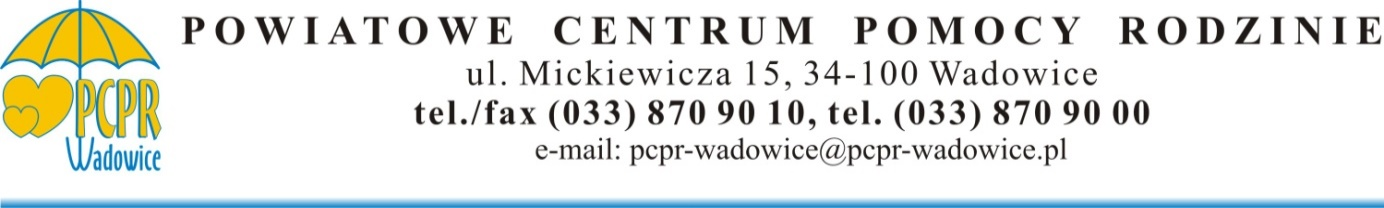 POWIATOWE CENTRUM POMOCY RODZINIE
ul. Mickiewicza 15, 34-100 Wadowice
tel./fax (033) 870 90 10, tel. (033) 870 90 00
e-mail: pcpr-wadowice@pcpr-wadowice.pl
PCPR
Wadowice